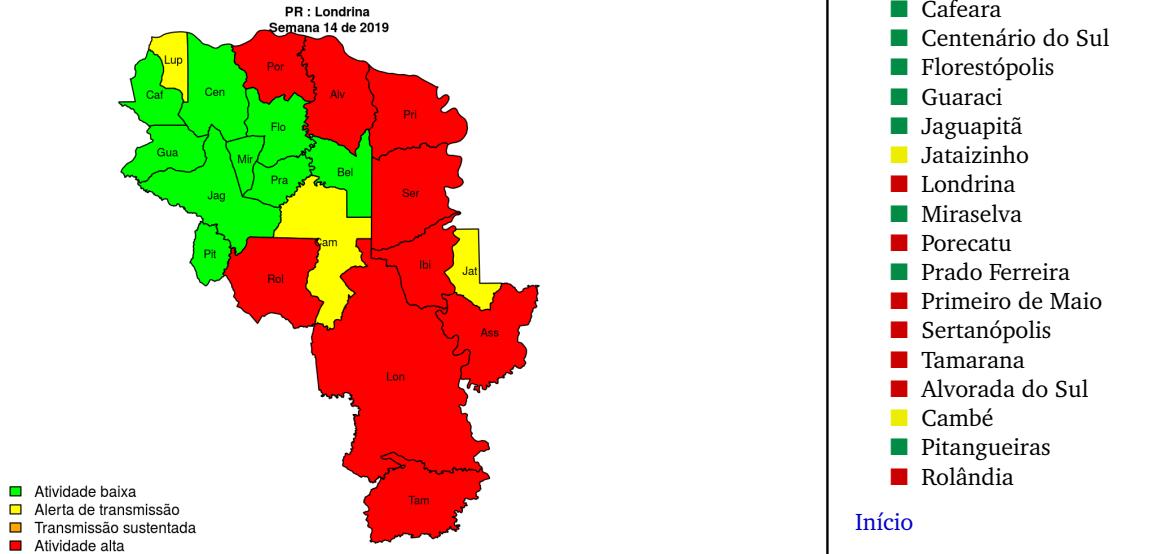 PR : Londrina
Semana 14 de 2019
Lup
Por
Caf
Cen
Alv
Pri
Flo
Gua
Mir
Bel
Pra
Jag
Ser
Cam
Pit
Ibi
Jat
Rol
Ass
Lon
Tam
Atividade baixa
Alerta de transmissão
Transmissão sustentada
Atividade alta
Cafeara
Centenário do Sul
Florestópolis
Guaraci
Jaguapitã
Jataizinho
Londrina
Miraselva
Porecatu
Prado Ferreira
Primeiro de Maio
Sertanópolis
Tamarana
Alvorada do Sul
Cambé
Pitangueiras
Rolândia
Início